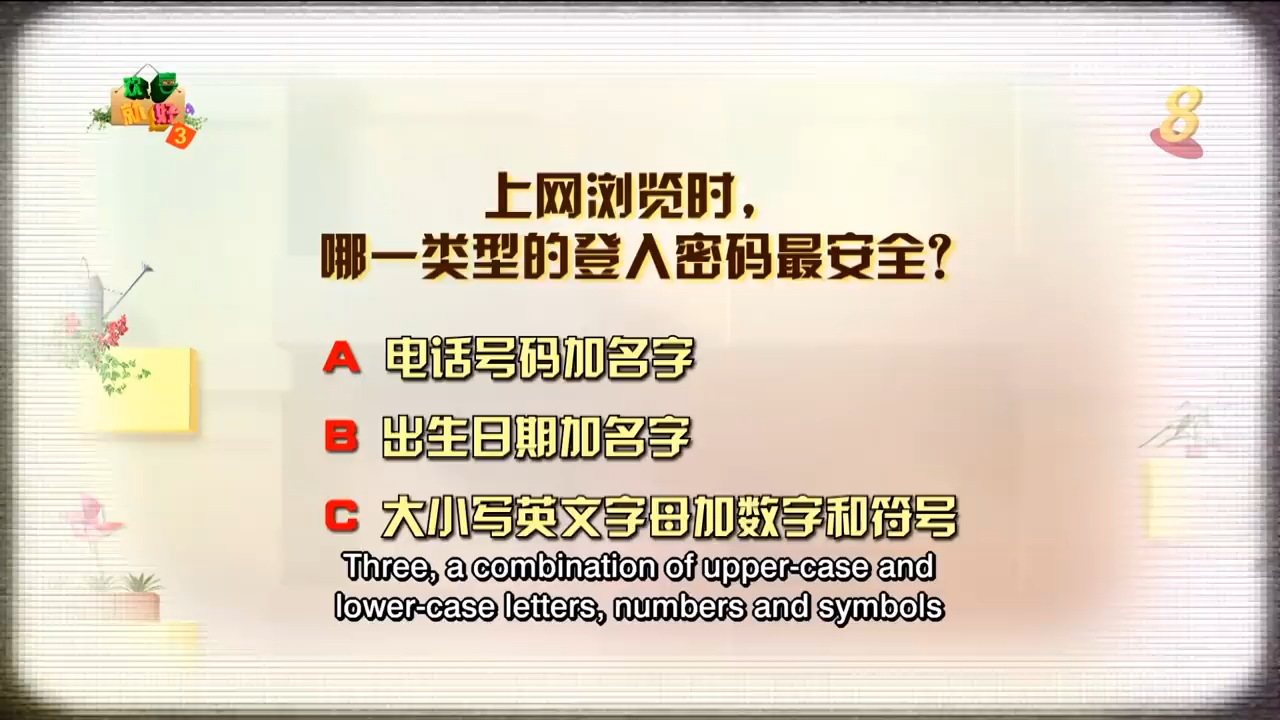 3
8
上网浏览时，
哪一类型的登入密码最安全？
A 电话号码加名字
B 出生日期加名字
C 大小写英文字母加数字和符号
Three, a combination of upper-case and
lower-case letters, numbers and symbols